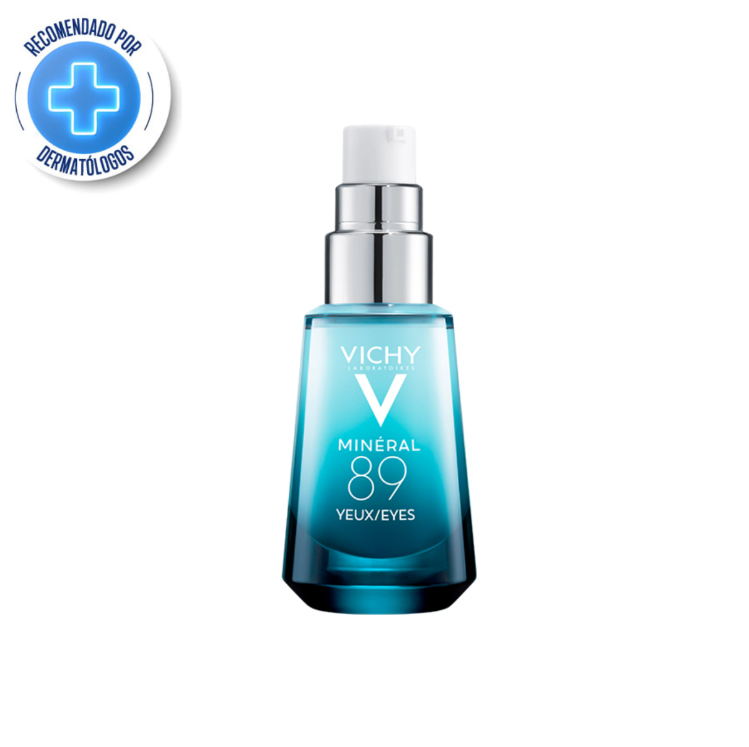 RECOMENDADO POR
DERMATÓLOGOS
VICHY
LABORATOIRES
V
MINÉRAL
89
YEUX/EYES